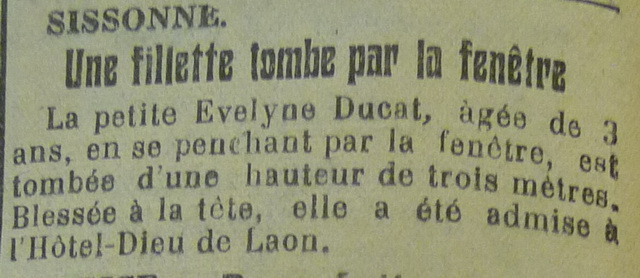 SISSONNE.
Une fillette tombe par la fenêtre
La petite Evelyne Ducat, àgée de 3
ans, en se penchant par la fenêtre, est
tombée d'une hauteur de trois mètres.
Blessée à la tête, elle a été admise à
l'Hôtel-Dieu de Laon.